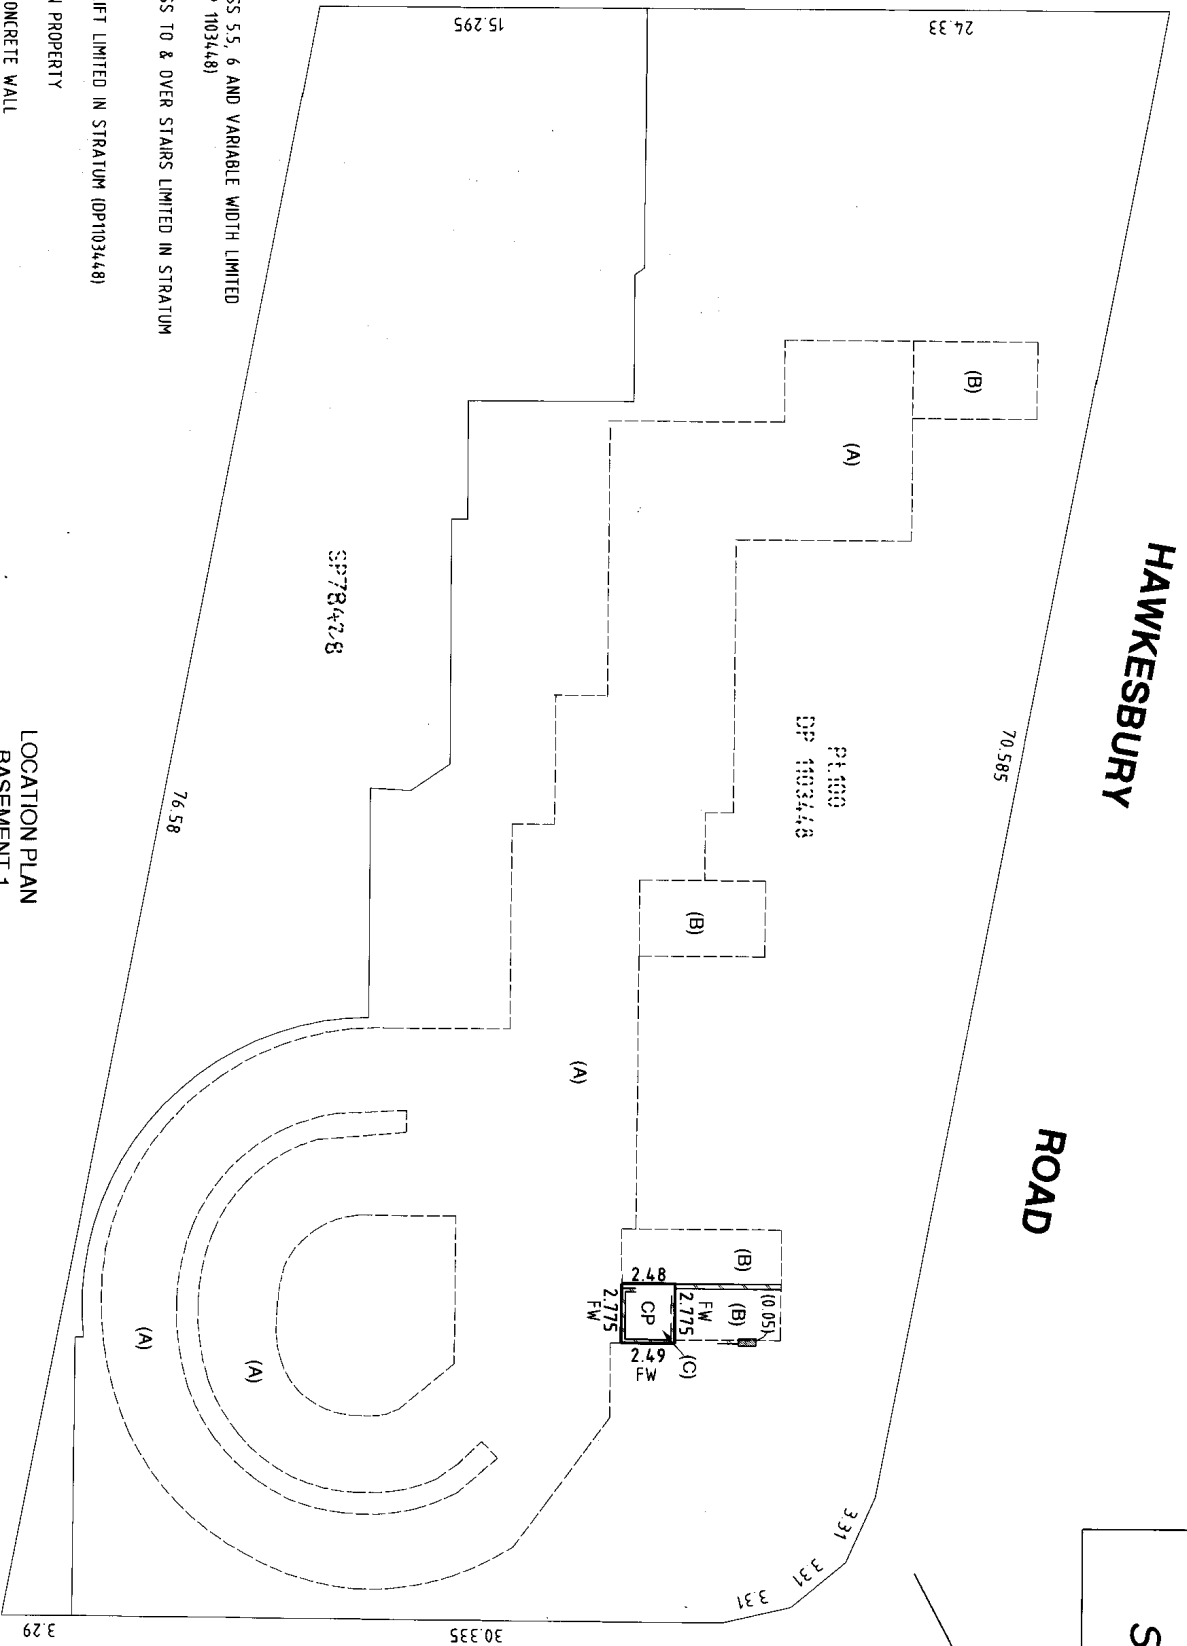 HAWKESBURY
ROAD
24.33
15.295
70.585
76.58
3.31
3.31
3.31
30.335
3.29
(B)
(A)
PT.100
DP 1103448
SP78428
(B)
(A)
(B)
(B)
(0.05)
2.48
2.775
FW
CP
2.775
FW
2.49
FW
(C)
(A)
(A)
SS 5.5, 6 AND VARIABLE WIDTH LIMITED
P 1103448)
SS TO & OVER STAIRS LIMITED IN STRATUM
IFT LIMITED IN STRATUM (DP1103448)
N PROPERTY
ONCRETE WALL
LOCATION PLAN
BASEMENT 1
S